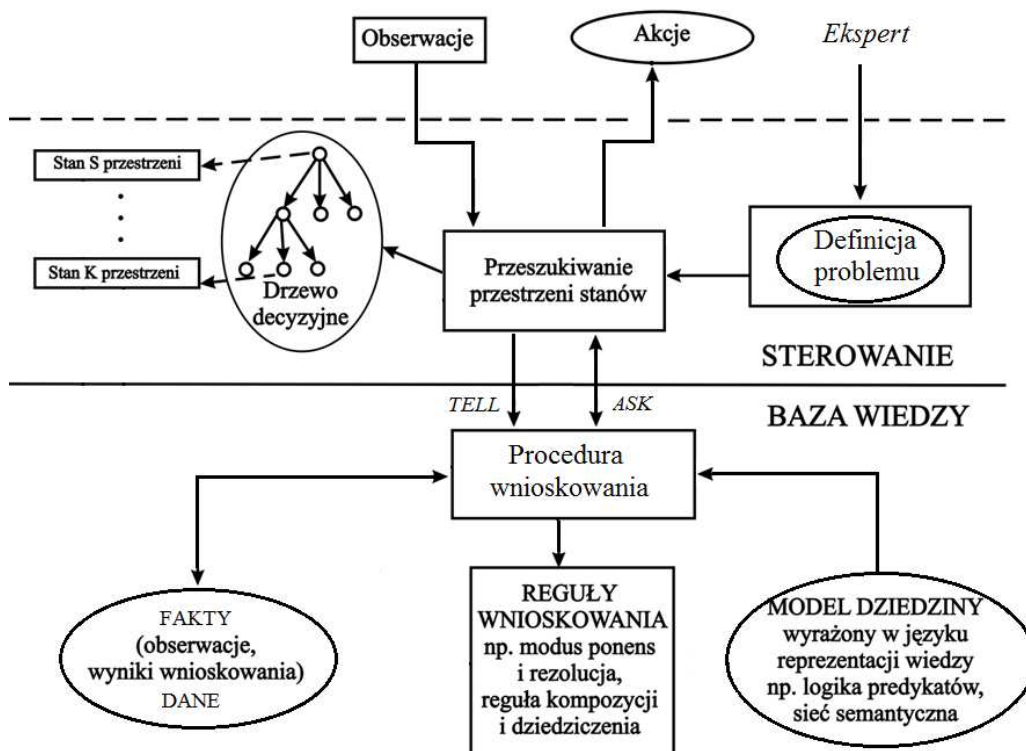 Obserwacje
Akcje
Ekspert
Stan S przestrzeni
Stan K przestrzeni
Drzewo
decyzyjne
Przeszukiwanie
przestrzeni stanów
Definicja
problemu
STEROWANIE
TELL
ASK
BAZA WIEDZY
Procedura
wnioskowania
FAKTY
(obserwacje,
wyniki wnioskowania)
DANE
REGUŁY
WNIOSKOWANIA
np. modus ponens
i rezolucja,
reguła kompozycji
i dziedziczenia
MODEL DZIEDZINY
wyrażony w języku
reprezentacji wiedzy
np. logika predykatów,
sieć semantyczna